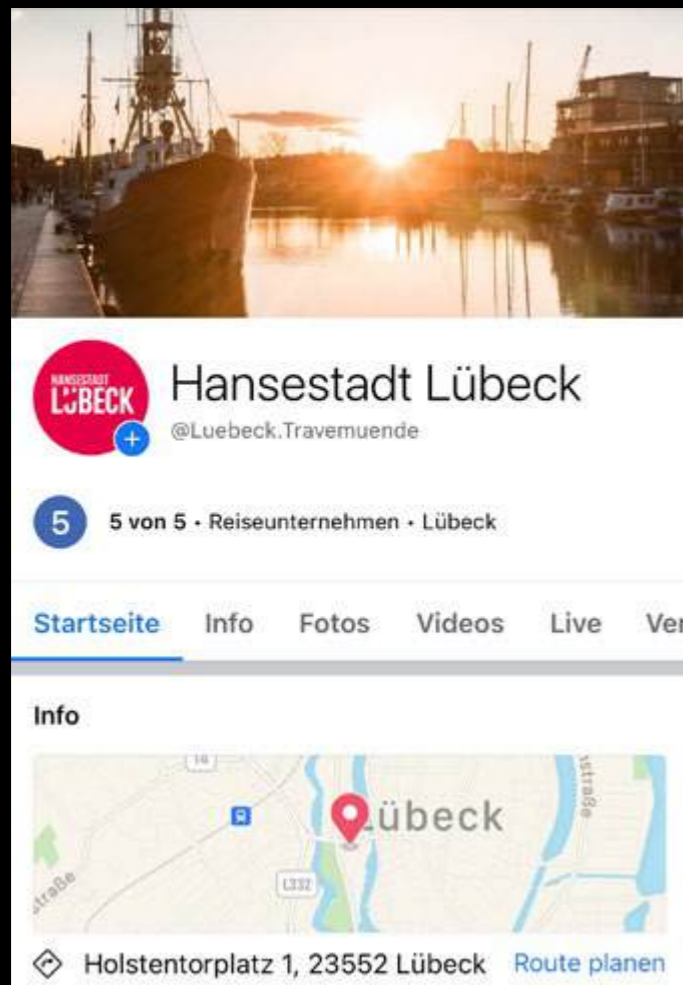 HANSESTADT
LÜBECK
Hansestadt Lübeck
@Luebeck.Travemuende
5
5 von 5 · Reiseunternehmen · Lübeck
Startseite Info Fotos Videos Live Ver
Info
Lübeck
L332
Holstentorplatz 1, 23552 Lübeck Route planen